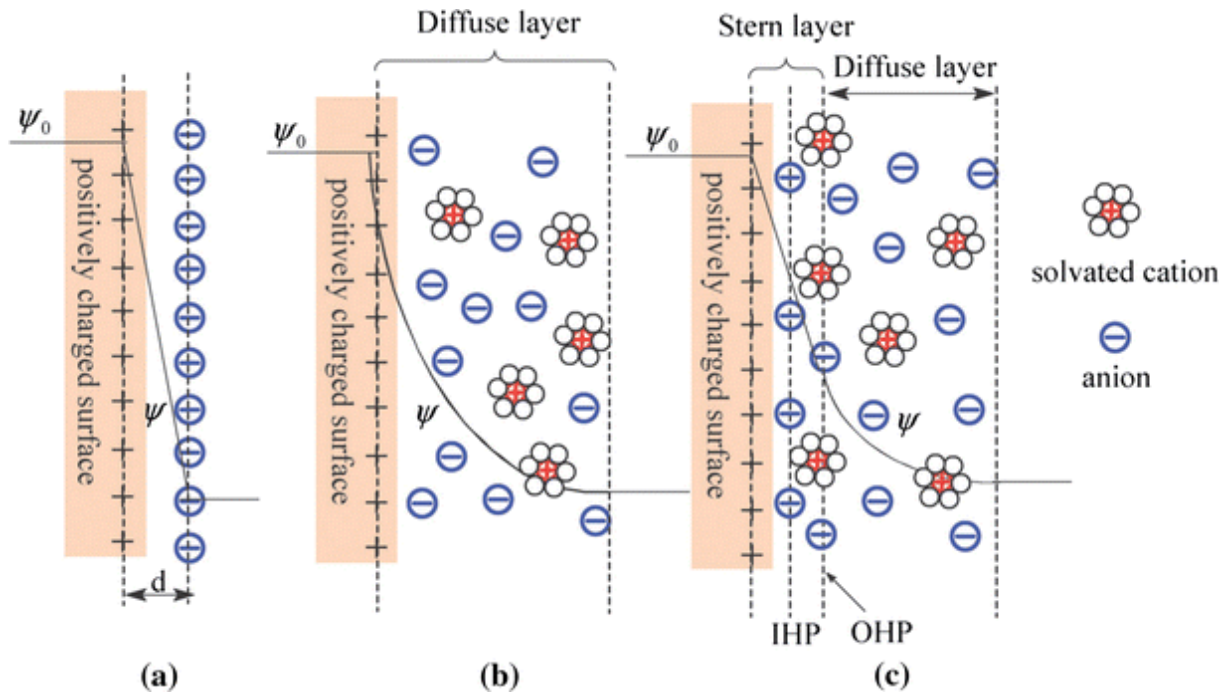 Diffuse layer
Stern layer
Diffuse layer
ψ₀
positively charged surface
ψ
d
ψ₀
positively charged surface
ψ
ψ₀
positively charged surface
ψ
solvated cation
anion
IHP
OHP
(a)
(b)
(c)